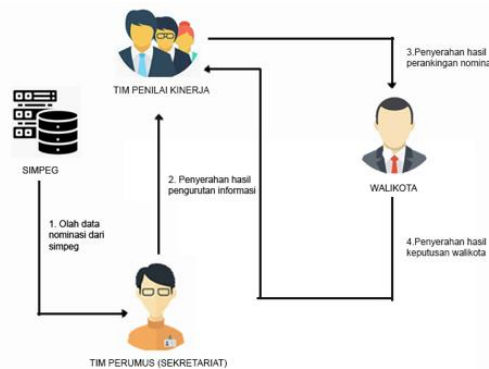 TIM PENILAI KINERJA
3.Penyerahan hasil
perankingan nomina
SIMPEG
2. Penyerahan hasil
pengurutan informasi
WALIKOTA
1. Olah data
nominasi dari
simpeg
4.Penyerahan hasil
keputusan walikota
TIM PERUMUS (SEKRETARIAT)